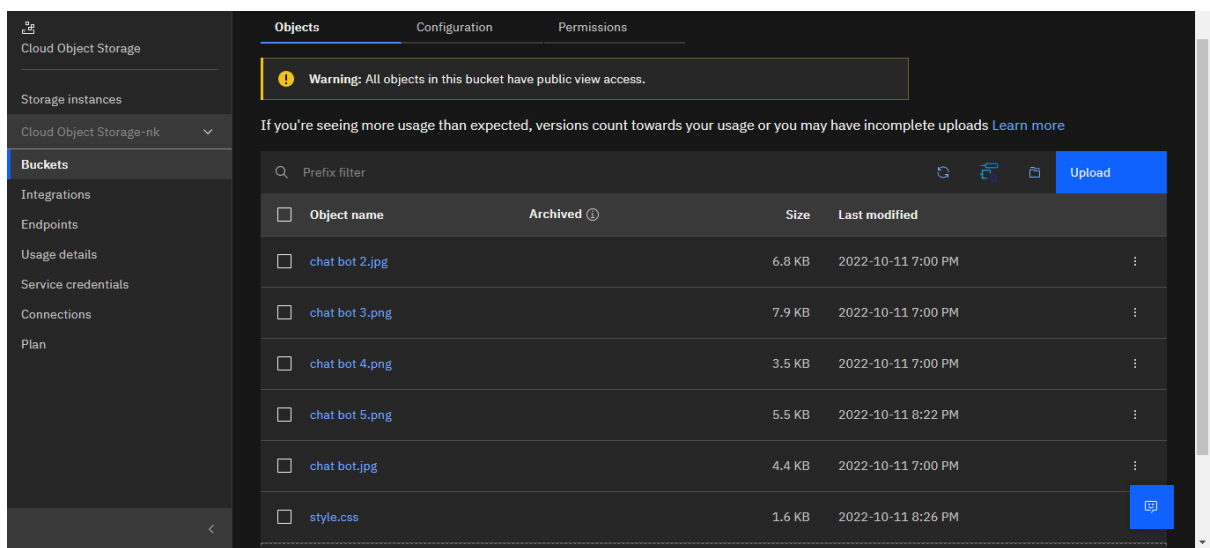 Cloud Object Storage
Storage instances
Cloud Object Storage-nk
Buckets
Integrations
Endpoints
Usage details
Service credentials
Connections
Plan
Objects Configuration Permissions
Warning: All objects in this bucket have public view access.
If you're seeing more usage than expected, versions count towards your usage or you may have incomplete uploads Learn more
Prefix filter Upload
Object name Archived Size Last modified
chat bot 2.jpg 6.8 KB 2022-10-11 7:00 PM
chat bot 3.png 7.9 KB 2022-10-11 7:00 PM
chat bot 4.png 3.5 KB 2022-10-11 7:00 PM
chat bot 5.png 5.5 KB 2022-10-11 8:22 PM
chat bot.jpg 4.4 KB 2022-10-11 7:00 PM
style.css 1.6 KB 2022-10-11 8:26 PM